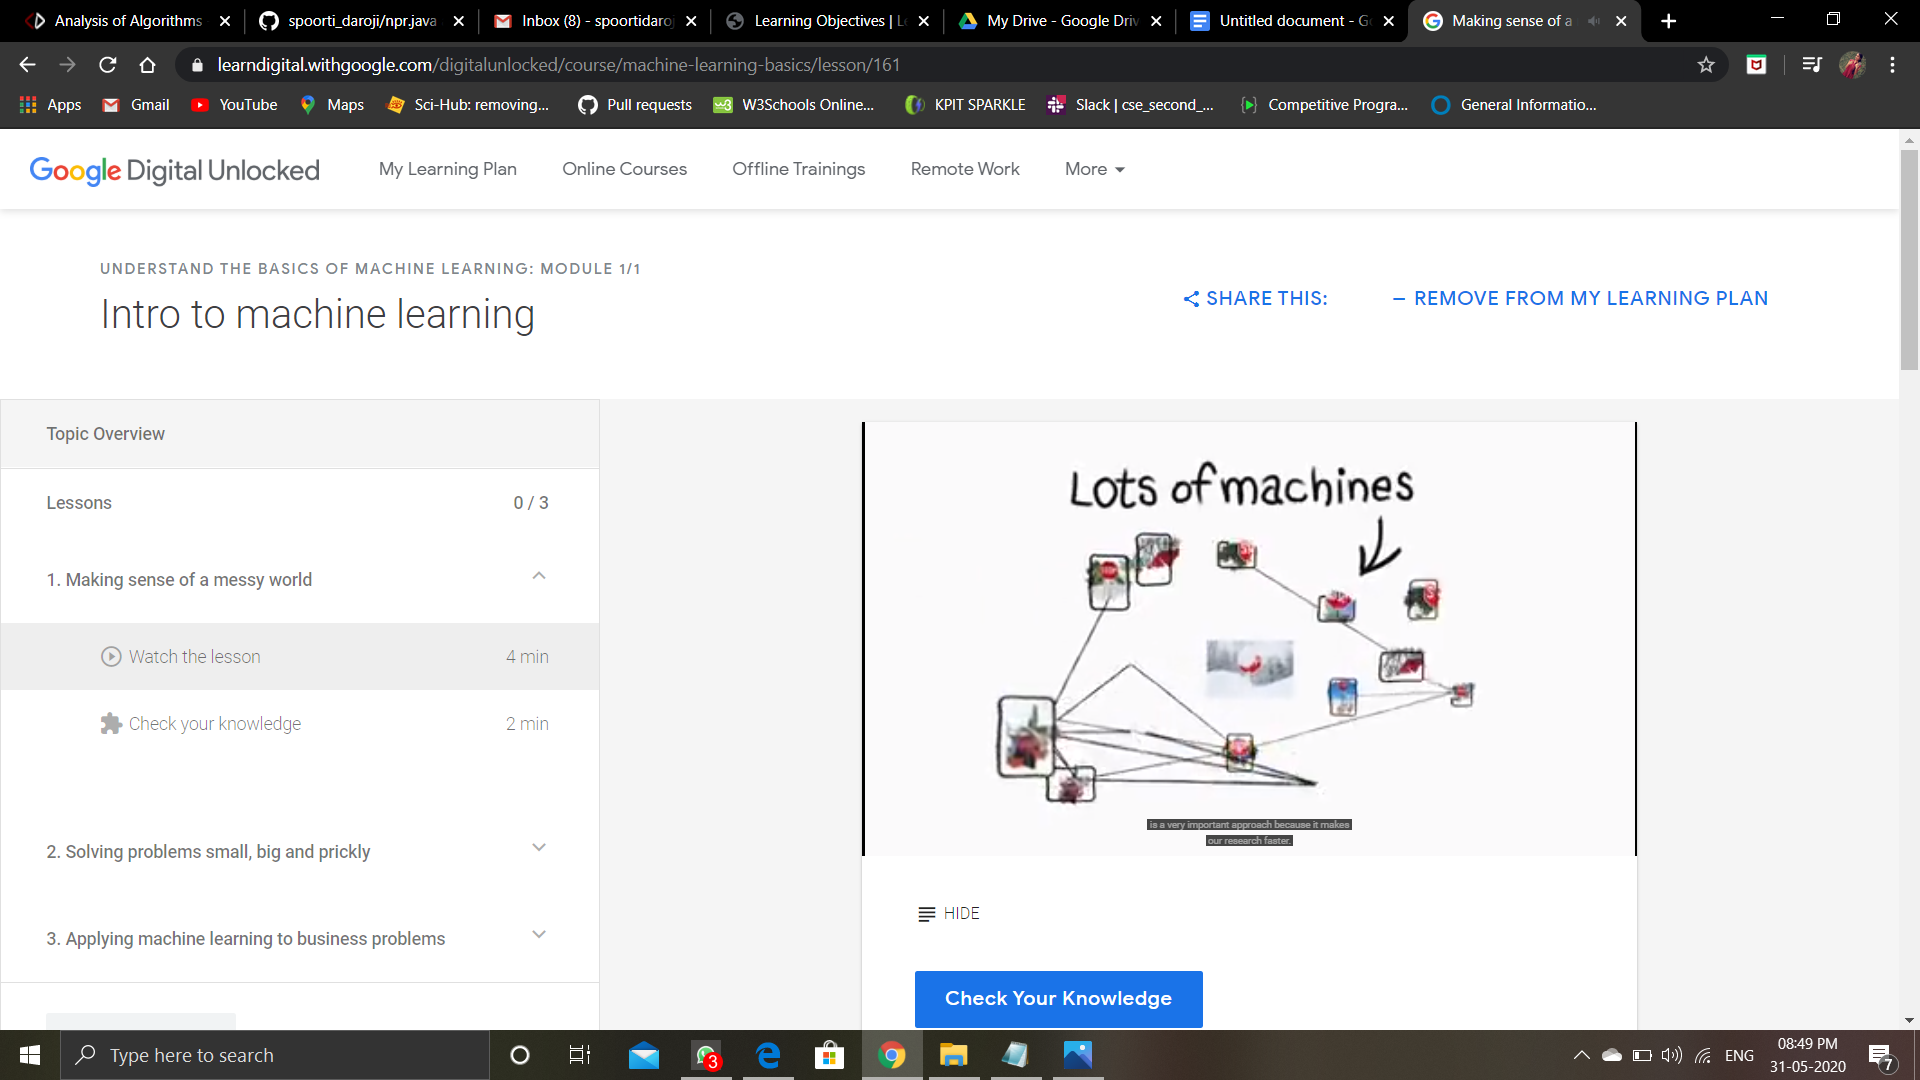 Analysis of Algorithms
spoorti_daroji/npr.java
Inbox (8) - spoortidaroj
Learning Objectives | L
My Drive - Google Driv
Untitled document - G
Making sense of a
learndigital.withgoogle.com/digitalunlocked/course/machine-learning-basics/lesson/161
Apps
Gmail
YouTube
Maps
Sci-Hub: removing...
Pull requests
W3Schools Online...
KPIT SPARKLE
Slack | cse_second_...
Competitive Progra...
General Informatio...
Google Digital Unlocked
My Learning Plan
Online Courses
Offline Trainings
Remote Work
More
UNDERSTAND THE BASICS OF MACHINE LEARNING: MODULE 1/1
Intro to machine learning
SHARE THIS:
REMOVE FROM MY LEARNING PLAN
Topic Overview
Lessons 0 / 3
1. Making sense of a messy world
Watch the lesson 4 min
Check your knowledge 2 min
2. Solving problems small, big and prickly
3. Applying machine learning to business problems
Lots of machines
is a very important approach because it makes
our research faster.
HIDE
Check Your Knowledge
Type here to search
3
ENG
08:49 PM
31-05-2020
7